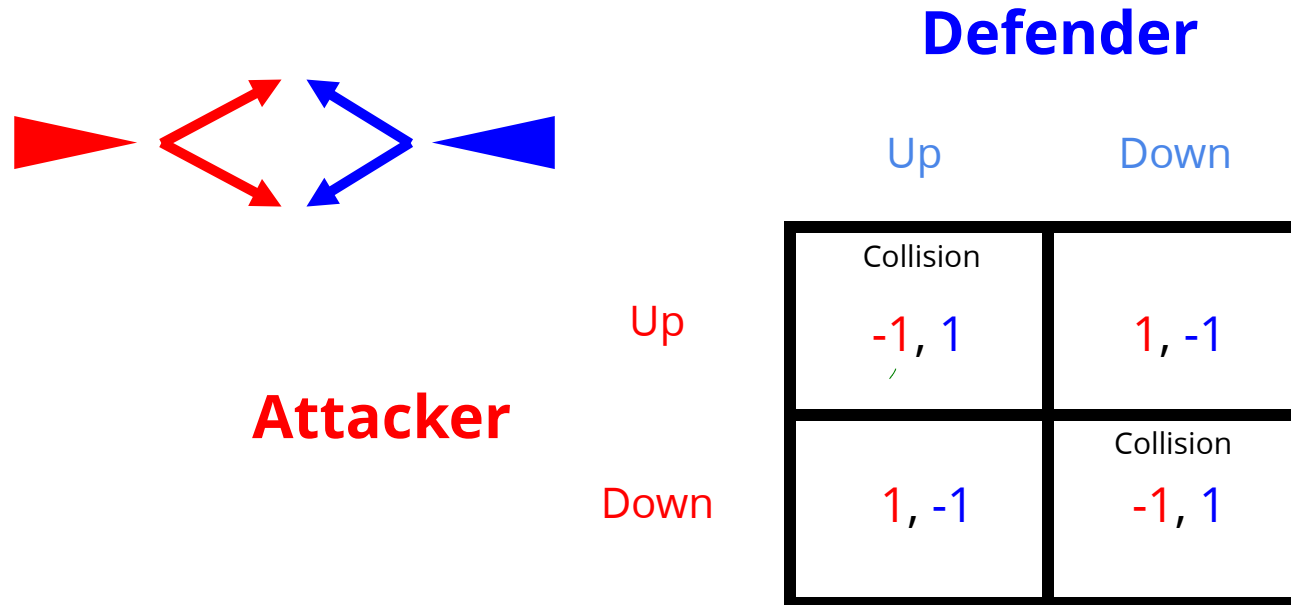 Defender
Up Down
Collision
Up -1, 1 1, -1
Attacker
Collision
Down 1, -1 -1, 1